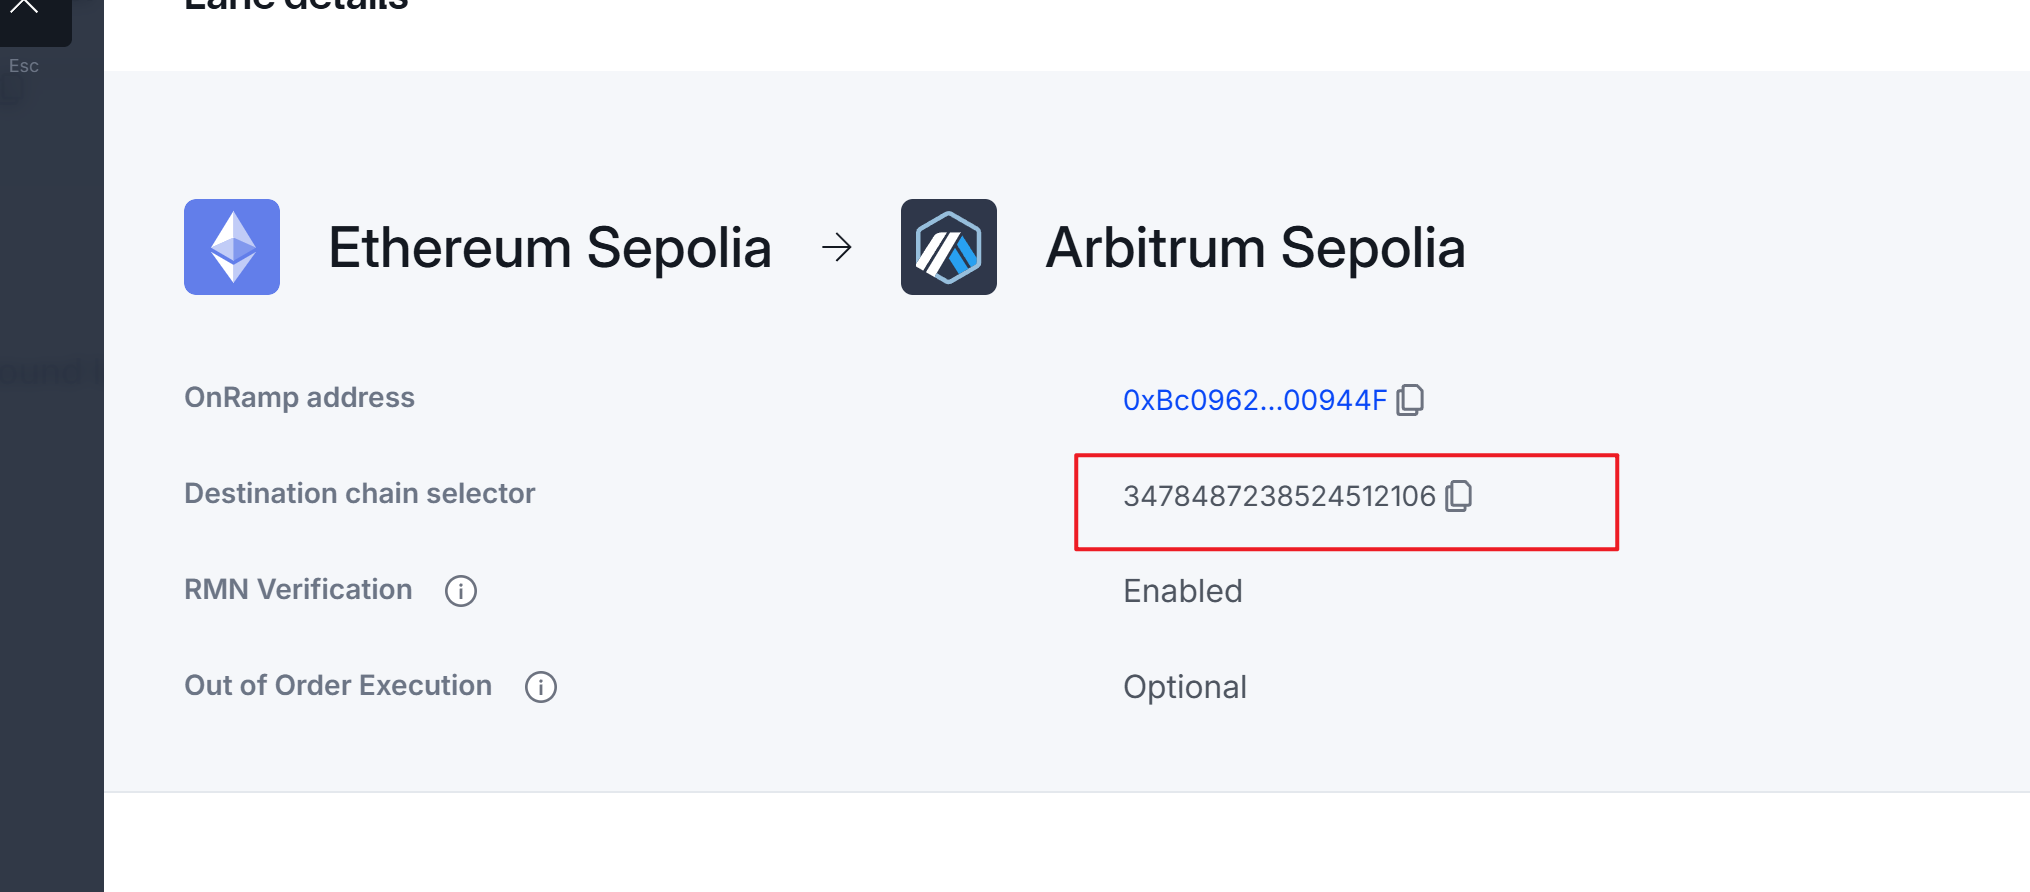 Lane details
Esc
Ethereum Sepolia → Arbitrum Sepolia
OnRamp address 0xBc0962...00944F
Destination chain selector 3478487238524512106
RMN Verification Enabled
Out of Order Execution Optional